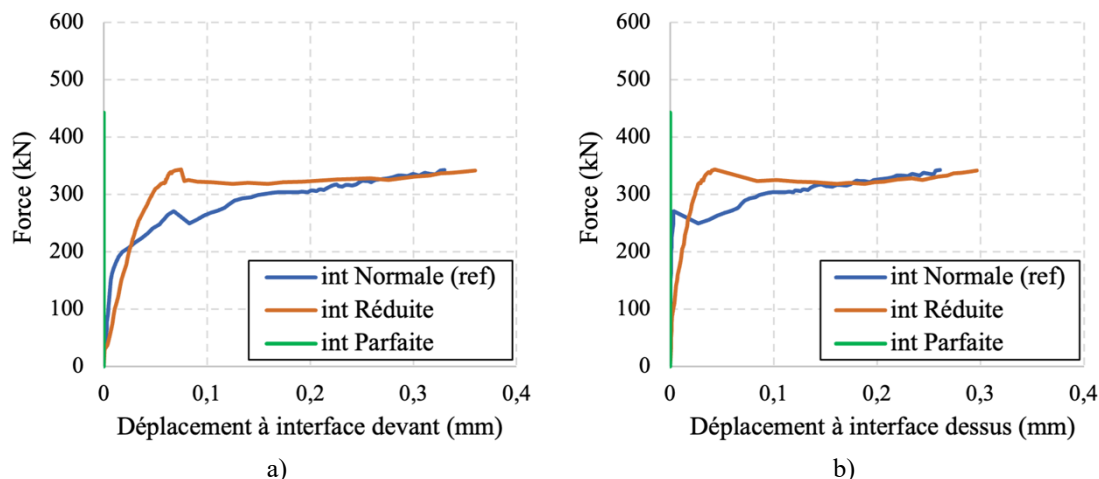 600
500
400
300
200
100
0
Force (kN)
int Normale (ref)
int Réduite
int Parfaite
0 0,1 0,2 0,3 0,4
Déplacement à interface devant (mm)
a)
600
500
400
300
200
100
0
Force (kN)
int Normale (ref)
int Réduite
int Parfaite
0 0,1 0,2 0,3 0,4
Déplacement à interface dessus (mm)
b)